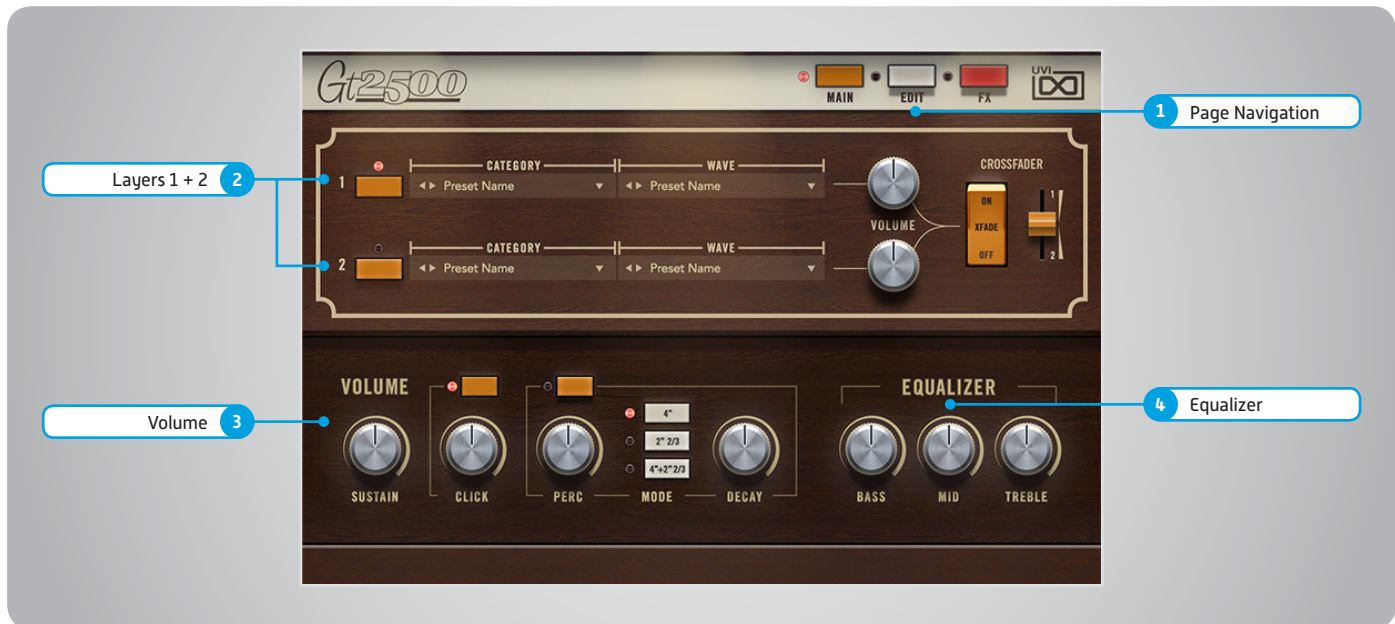 Gt2500
MAIN EDIT FX
UVI
1 Page Navigation
Layers 1 + 2 2
1 CATEGORY WAVE
Preset Name Preset Name
VOLUME
CROSSFADER
ON
XFADE
OFF
1
2
2 CATEGORY WAVE
Preset Name Preset Name
Volume 3
VOLUME
SUSTAIN CLICK PERC MODE DECAY
4"
2" 2/3
4"+2" 2/3
EQUALIZER
4 Equalizer
BASS MID TREBLE